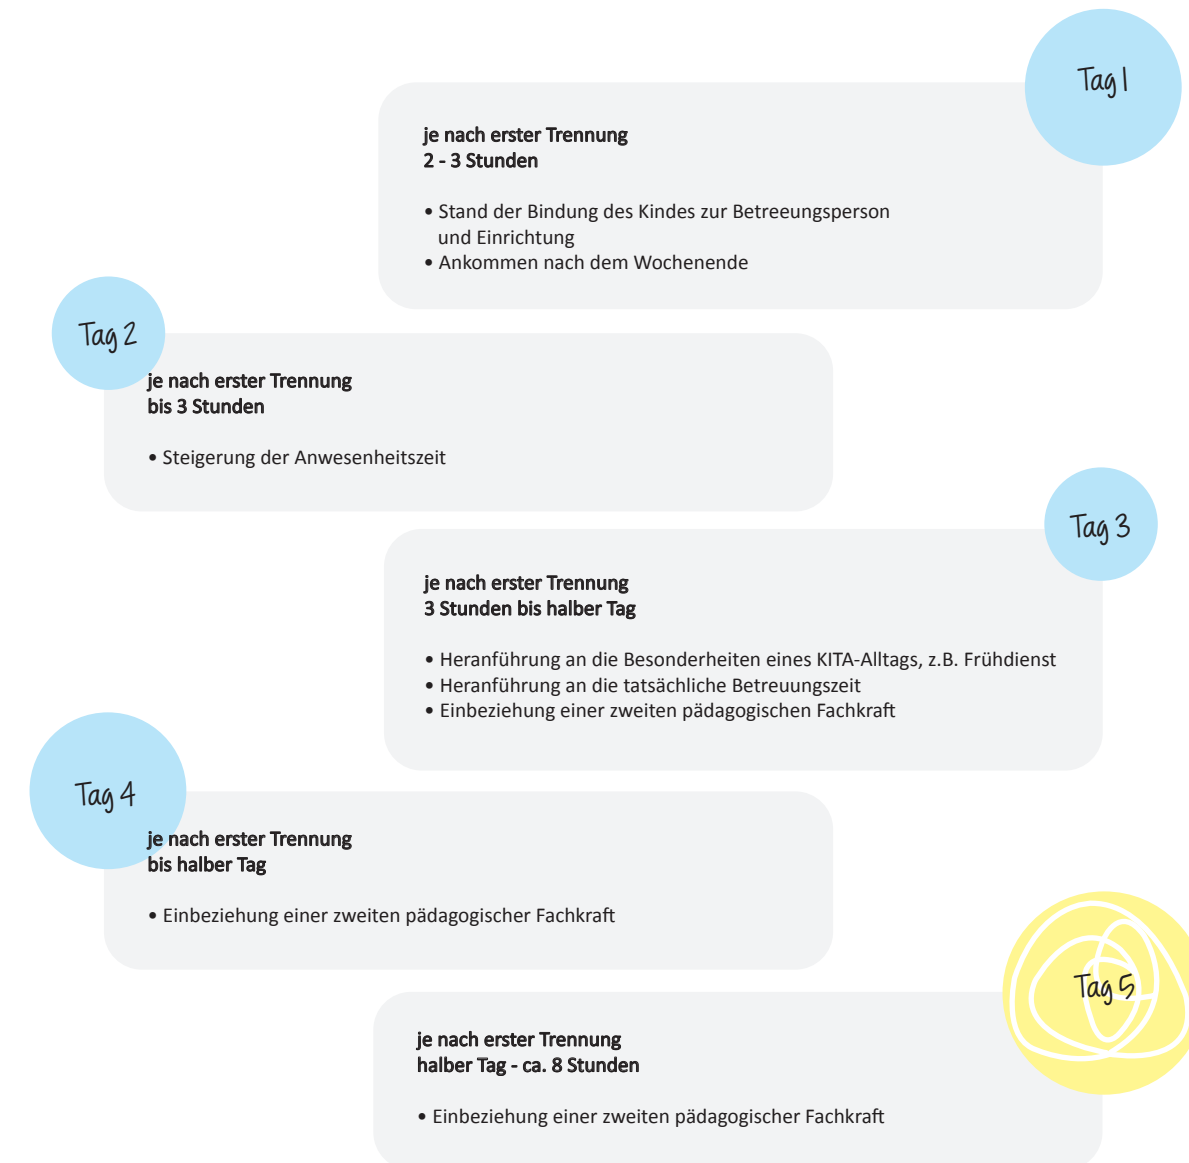 Tag 1
je nach erster Trennung
2 - 3 Stunden
• Stand der Bindung des Kindes zur Betreeungsperson
und Einrichtung
• Ankommen nach dem Wochenende
Tag 2
je nach erster Trennung
bis 3 Stunden
• Steigerung der Anwesenheitszeit
Tag 3
je nach erster Trennung
3 Stunden bis halber Tag
• Heranführung an die Besonderheiten eines KITA-Alltags, z.B. Frühdienst
• Heranführung an die tatsächliche Betreuungszeit
• Einbeziehung einer zweiten pädagogischen Fachkraft
Tag 4
je nach erster Trennung
bis halber Tag
• Einbeziehung einer zweiten pädagogischer Fachkraft
Tag 5
je nach erster Trennung
halber Tag - ca. 8 Stunden
• Einbeziehung einer zweiten pädagogischer Fachkraft